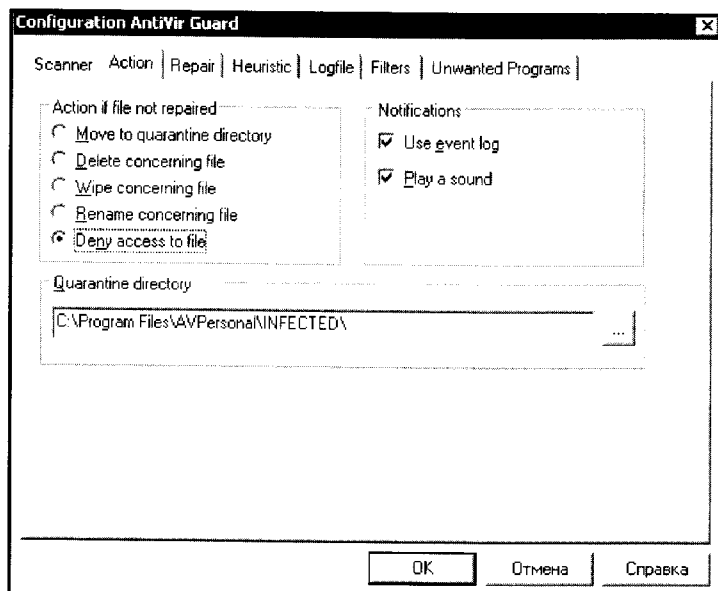 Configuration AntiVir Guard
Scanner Action Repair Heuristic Logfile Filters Unwanted Programs
Action if file not repaired
Move to quarantine directory
Delete concerning file
Wipe concerning file
Rename concerning file
Deny access to file
Notifications
Use event log
Play a sound
Quarantine directory
C:\Program Files\AVPersonal\INFECTED\
...
OK Отмена Справка